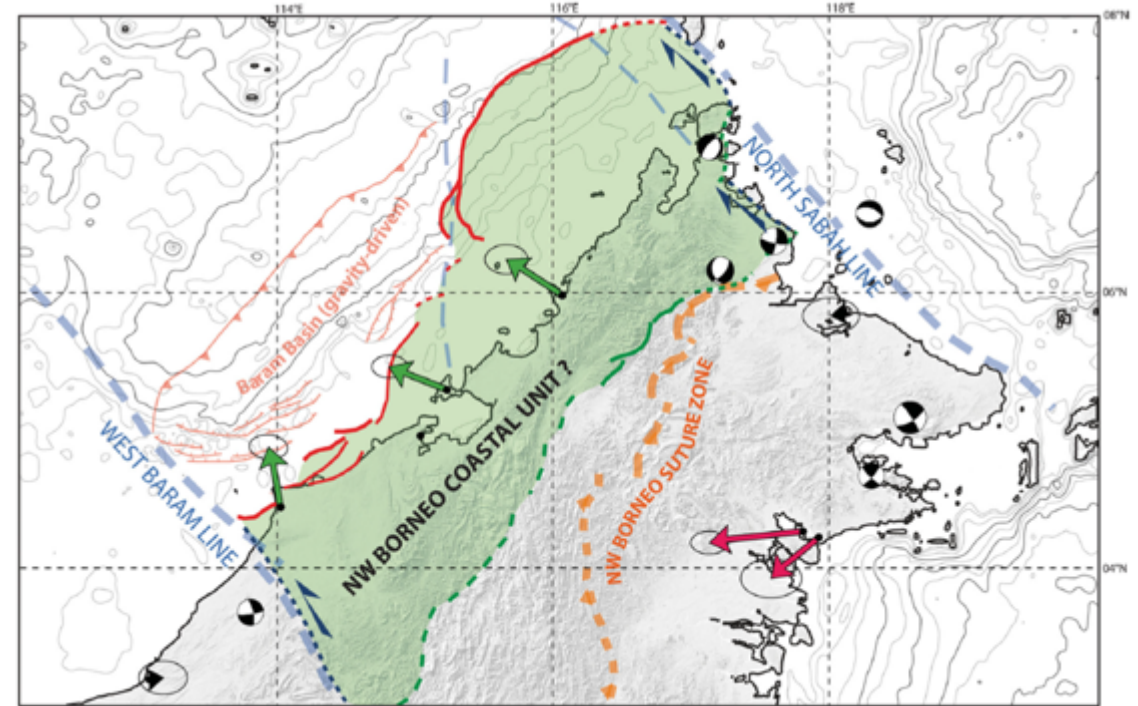 114°E
116°E
118°E
08°N
NORTH SABAH LINE
Baram Basin (gravity-driven)
06°N
NW BORNEO COASTAL UNIT ?
NW BORNEO SUTURE ZONE
WEST BARAM LINE
04°N